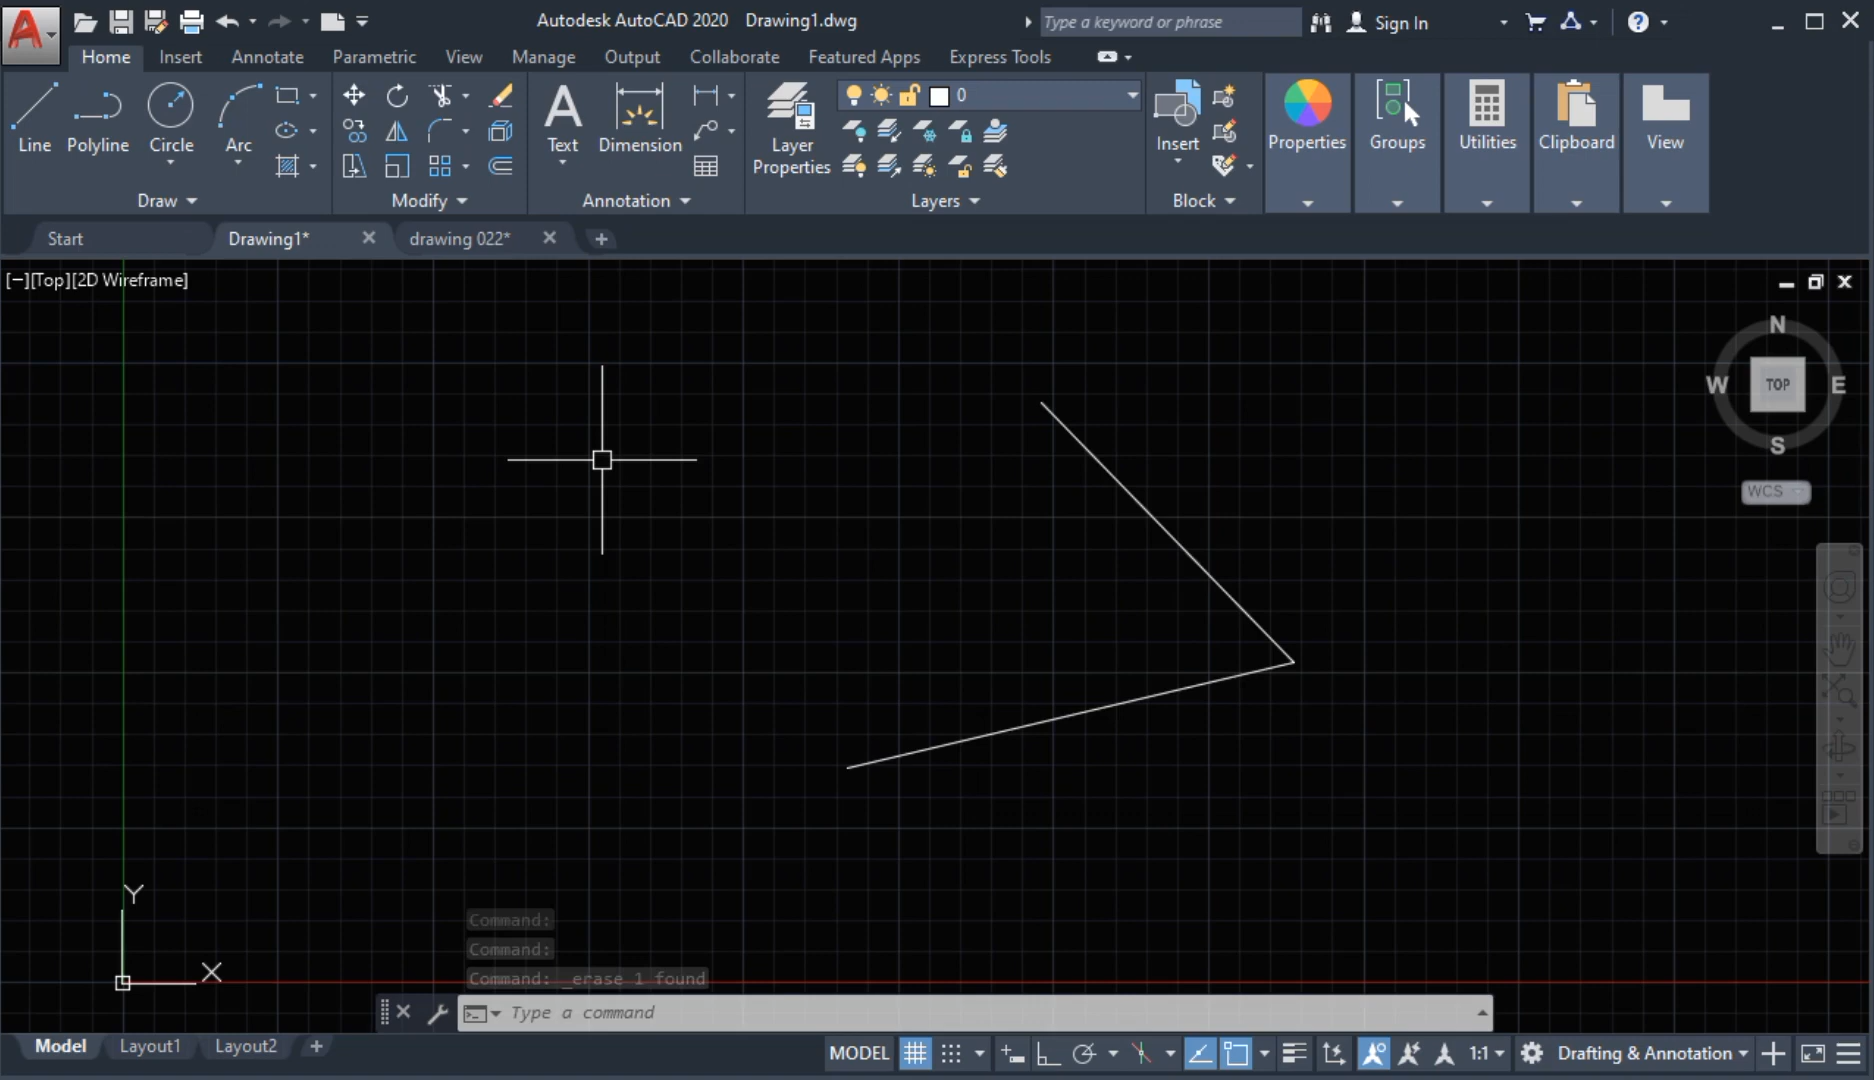 Autodesk AutoCAD 2020 Drawing1.dwg
Type a keyword or phrase
Sign In
Home Insert Annotate Parametric View Manage Output Collaborate Featured Apps Express Tools
Line Polyline Circle Arc
Text Dimension
Layer Properties
0
Insert
Properties Groups Utilities Clipboard View
Draw Modify Annotation Layers Block
Start Drawing1* drawing 022*
[−][Top][2D Wireframe]
N
W TOP E
S
WCS
Y
X
Command:
Command:
Command: _erase 1 found
Type a command
Model Layout1 Layout2
MODEL 1:1 Drafting & Annotation